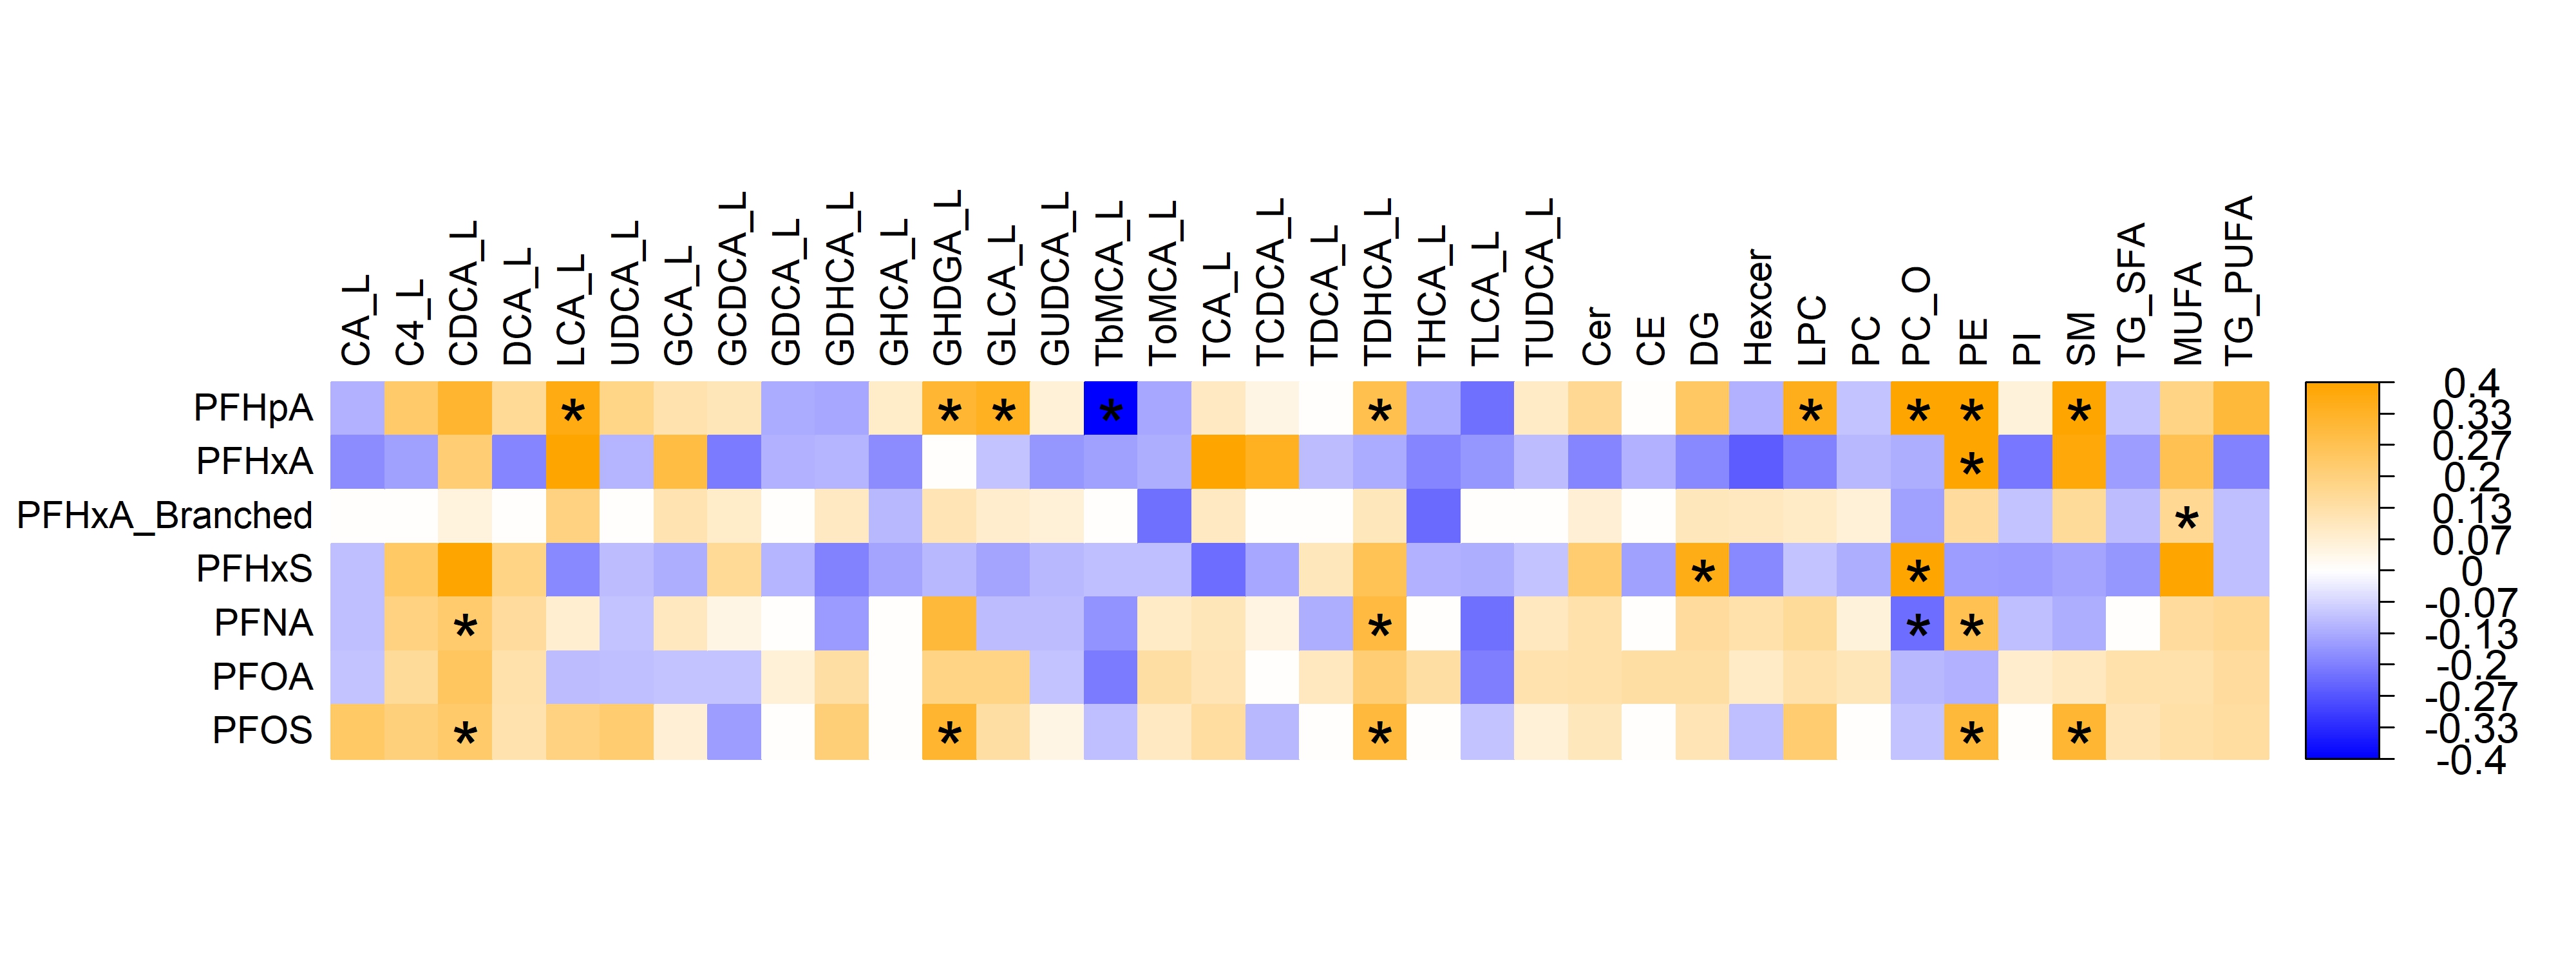 CA_L
C4_L
CDCA_L
DCA_L
LCA_L
UDCA_L
GCA_L
GCDCA_L
GDCA_L
GDHCA_L
GHCA_L
GHDGA_L
GLCA_L
GUDCA_L
TbMCA_L
ToMCA_L
TCA_L
TCDCA_L
TDCA_L
TDHCA_L
THCA_L
TLCA_L
TUDCA_L
Cer
CE
DG
Hexcer
LPC
PC
PC_O
PE
PI
SM
TG_SFA
MUFA
TG_PUFA
PFHpA * * * * * * * * *
PFHxA *
PFHxA_Branched *
PFHxS * *
PFNA * * * *
PFOA
PFOS * * * * *
0.4
0.33
0.27
0.2
0.13
0.07
0
-0.07
-0.13
-0.2
-0.27
-0.33
-0.4